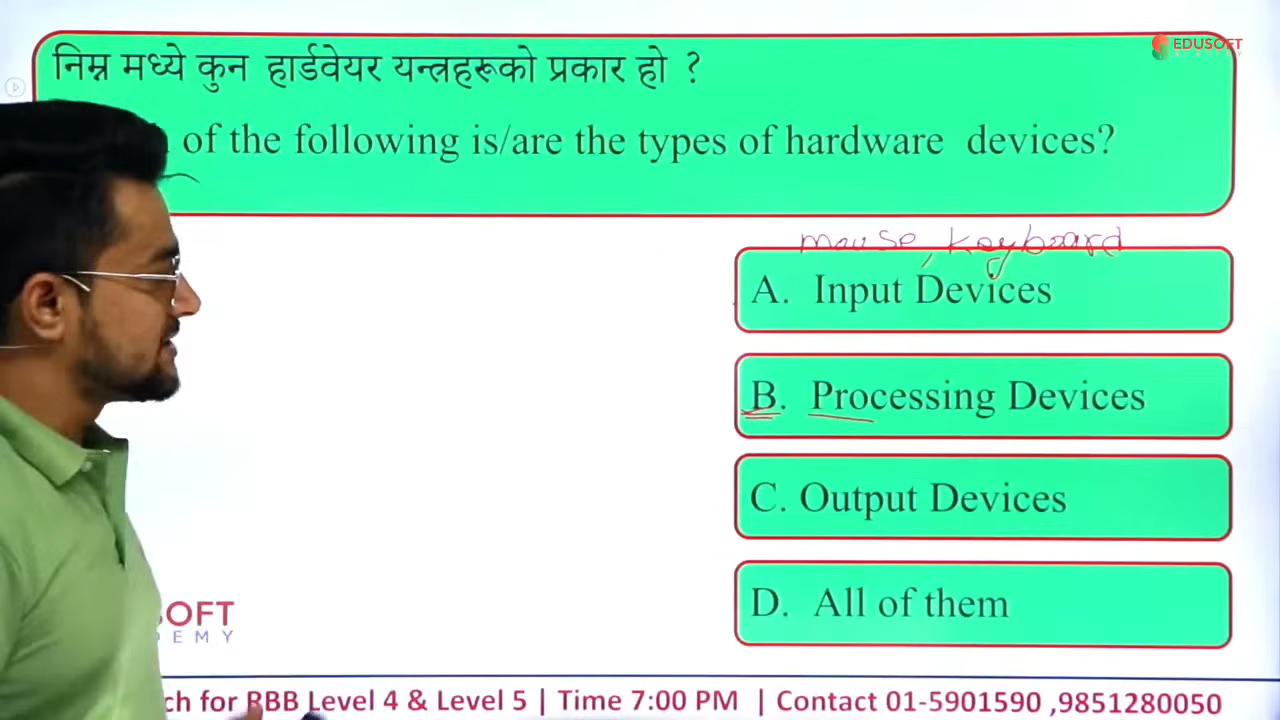 EDUSOFT
निम्न मध्ये कुन हार्डवेयर यन्त्रहरूको प्रकार हो ?
of the following is/are the types of hardware devices?
mouse, keyboard
A. Input Devices
B. Processing Devices
C. Output Devices
D. All of them
SOFT
DEMY
ch for RBB Level 4 & Level 5 | Time 7:00 PM | Contact 01-5901590 ,9851280050